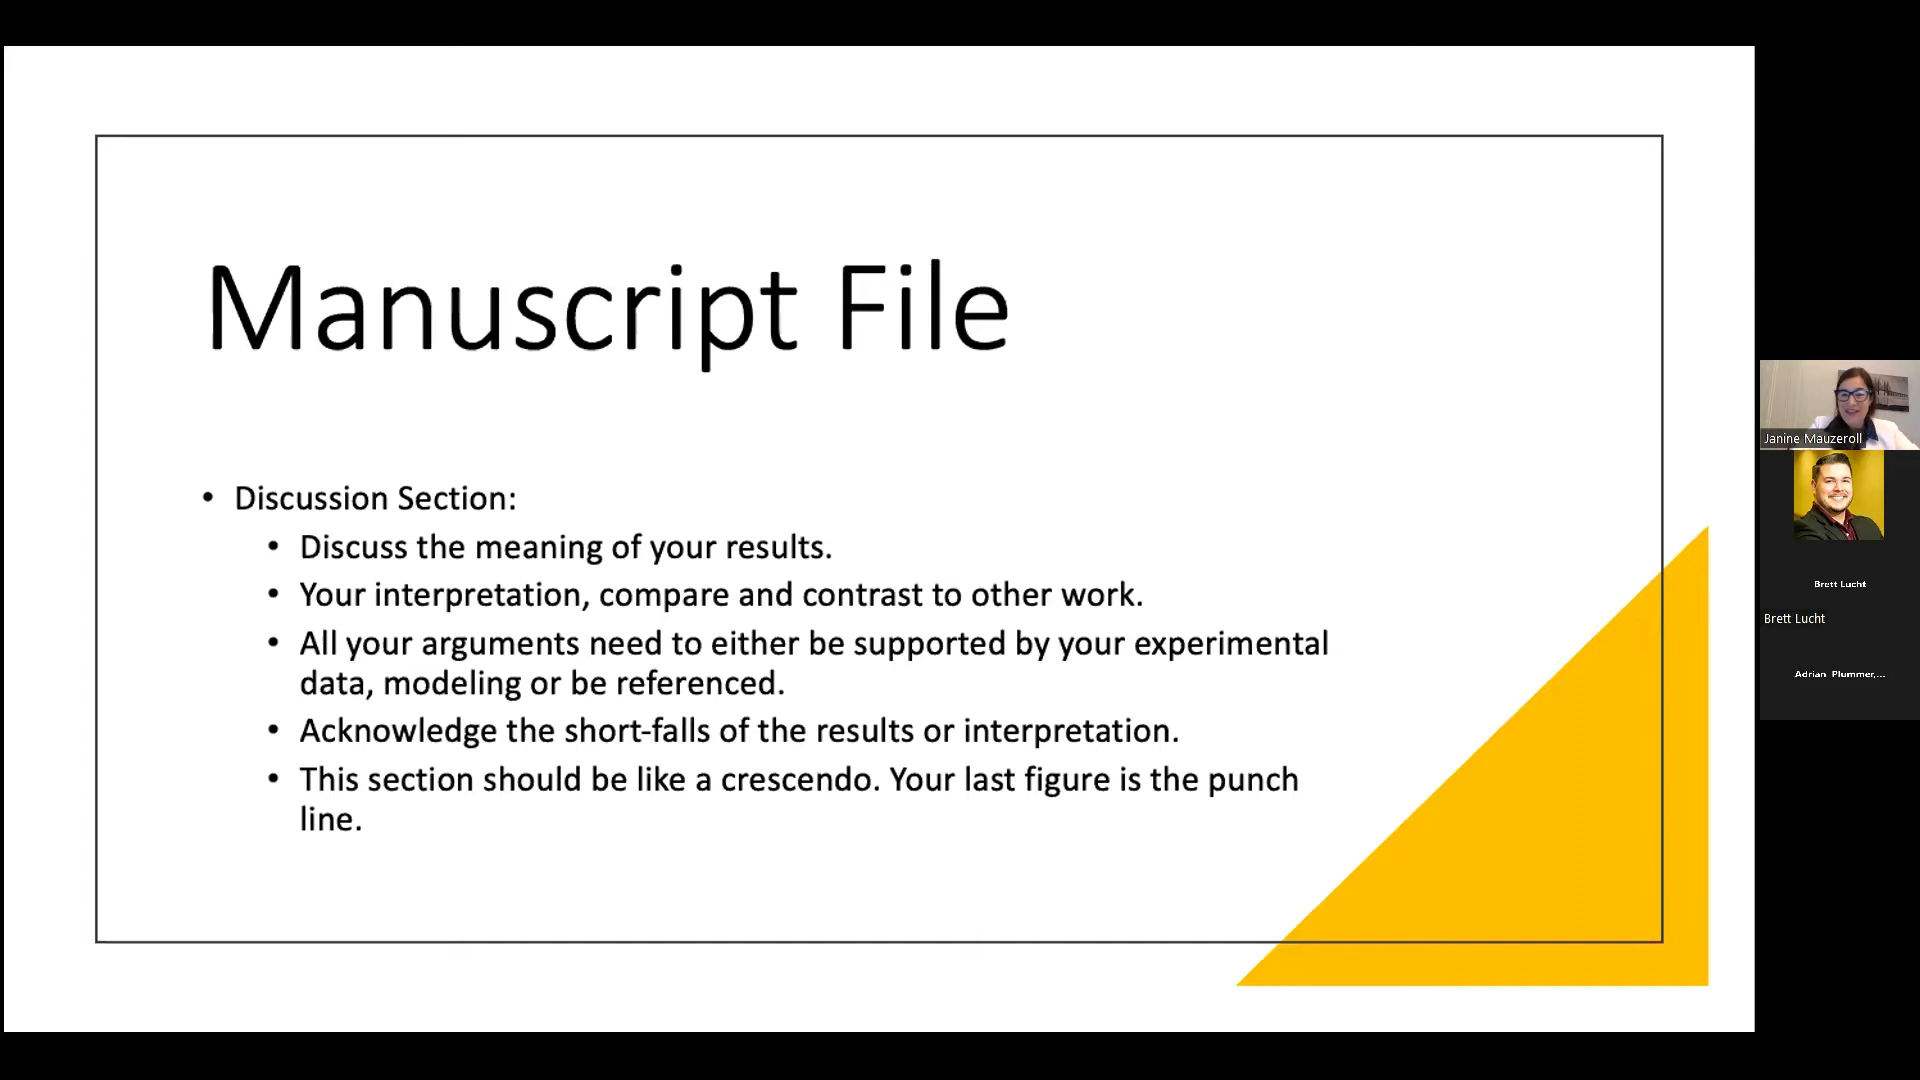 Manuscript File
• Discussion Section:
• Discuss the meaning of your results.
• Your interpretation, compare and contrast to other work.
• All your arguments need to either be supported by your experimental
data, modeling or be referenced.
• Acknowledge the short-falls of the results or interpretation.
• This section should be like a crescendo. Your last figure is the punch
line.
Janine Mauzeroll
Brett Lucht
Brett Lucht
Adrian Plummer,...